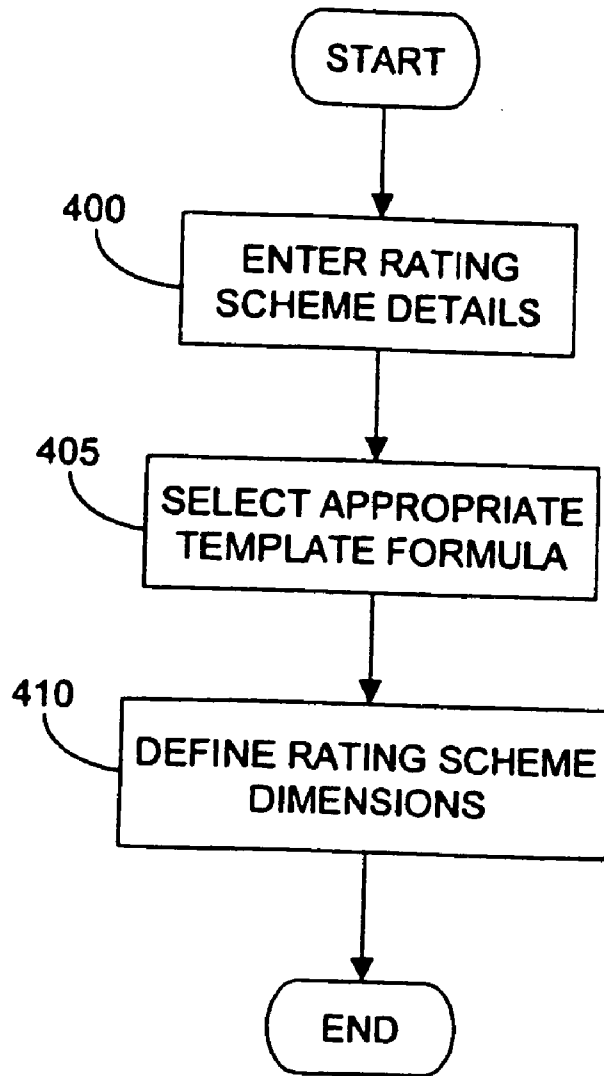 START
400
ENTER RATING
SCHEME DETAILS
405
SELECT APPROPRIATE
TEMPLATE FORMULA
410
DEFINE RATING SCHEME
DIMENSIONS
END